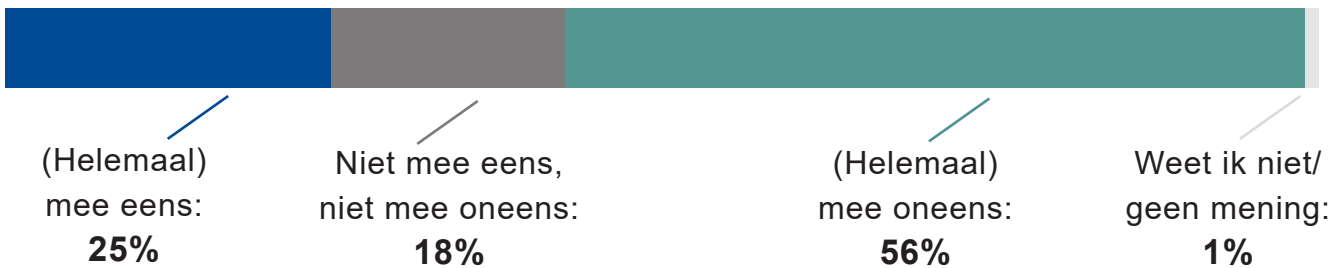 (Helemaal)
mee eens:
25%
Niet mee eens,
niet mee oneens:
18%
(Helemaal)
mee oneens:
56%
Weet ik niet/
geen mening:
1%